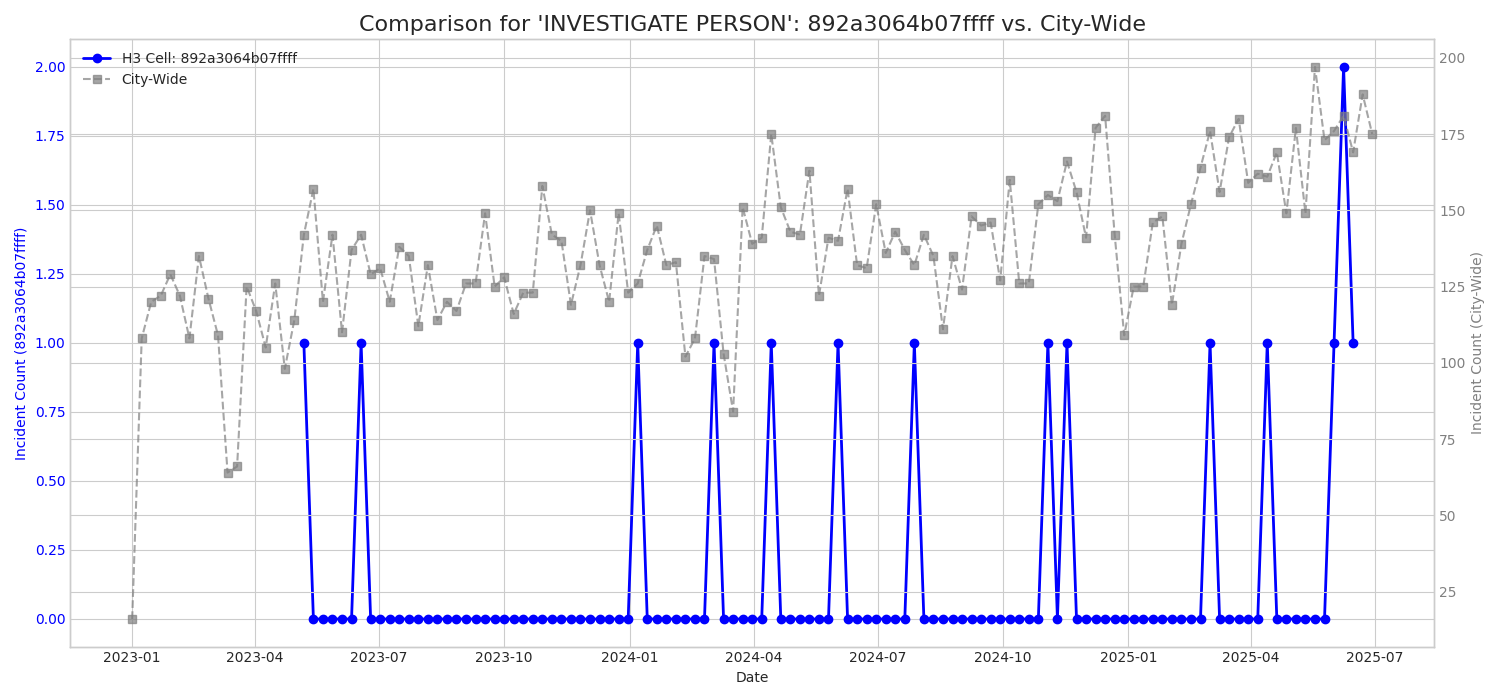 Comparison for 'INVESTIGATE PERSON': 892a3064b07ffff vs. City-Wide
H3 Cell: 892a3064b07ffff
City-Wide
2.00
1.75
1.50
1.25
1.00
0.75
0.50
0.25
0.00
Incident Count (892a3064b07ffff)
200
175
150
125
100
75
50
25
Incident Count (City-Wide)
2023-01 2023-04 2023-07 2023-10 2024-01 2024-04 2024-07 2024-10 2025-01 2025-04 2025-07
Date